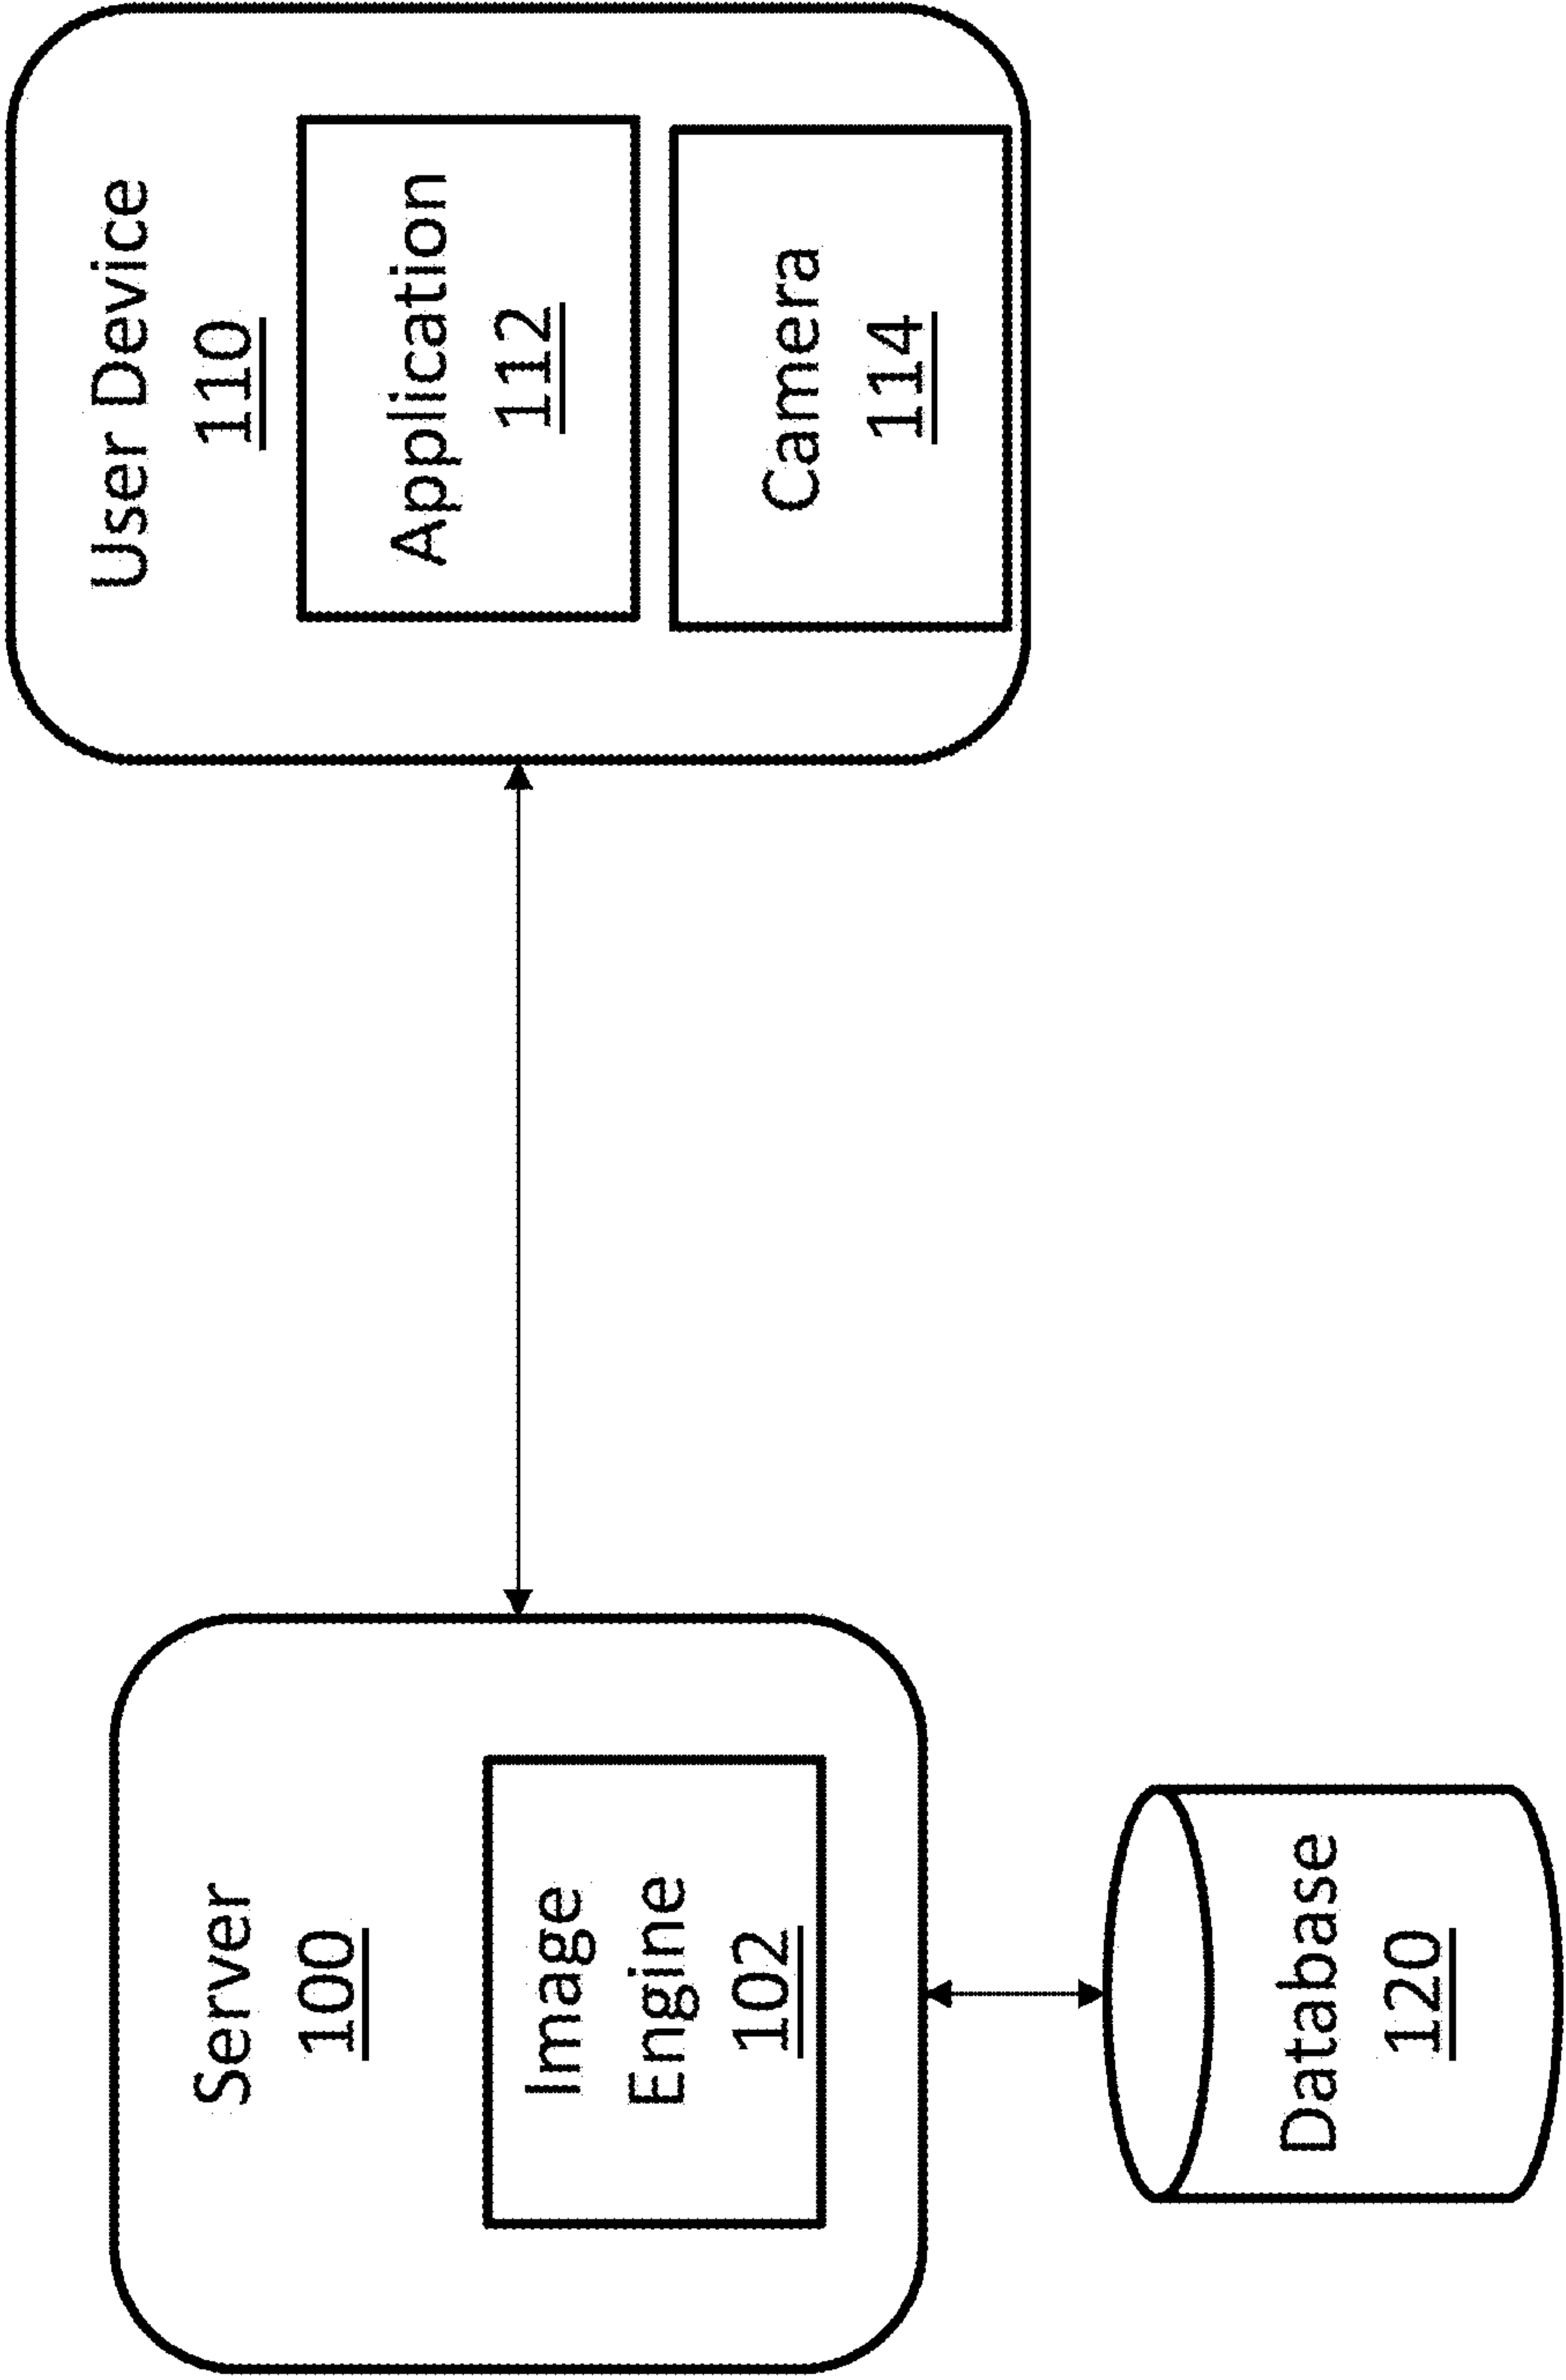 Server
100
Image
Engine
102
Database
120
User Device
110
Application
112
Camera
114